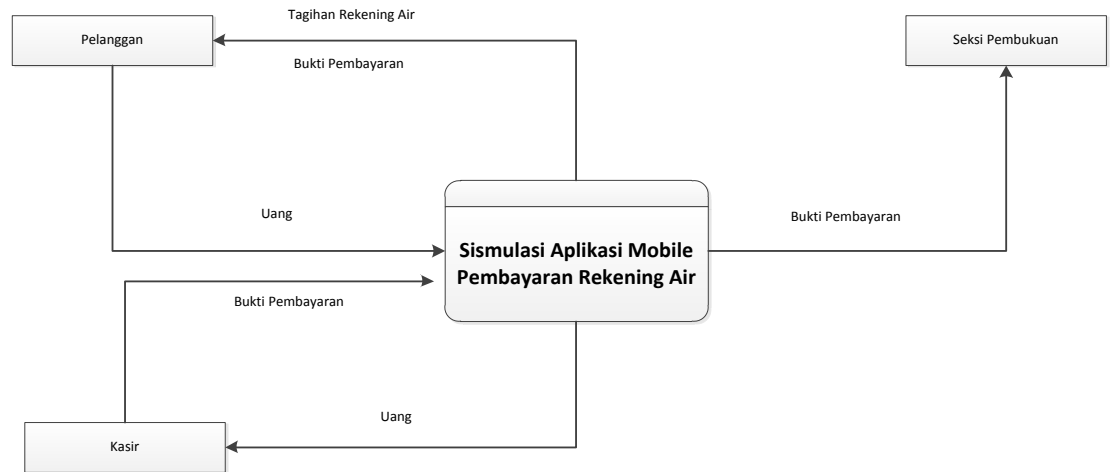 Tagihan Rekening Air
Pelanggan
Seksi Pembukuan
Bukti Pembayaran
Uang
Bukti Pembayaran
Sismulasi Aplikasi Mobile
Pembayaran Rekening Air
Bukti Pembayaran
Uang
Kasir